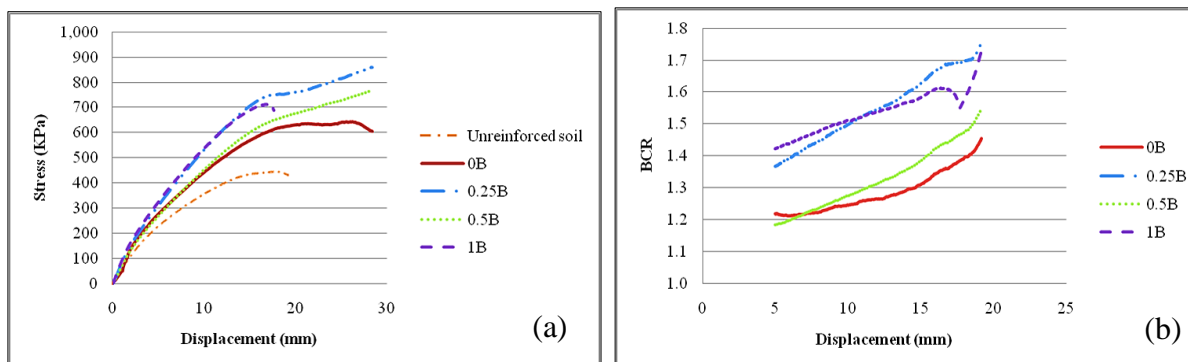 1,000
900
800
700
600
500
400
300
200
100
0
Stress (KPa)
0 10 20 30
Displacement (mm)
Unreinforced soil
0B
0.25B
0.5B
1B
(a)
1.8
1.7
1.6
1.5
1.4
1.3
1.2
1.1
1.0
BCR
0 5 10 15 20 25
Displacement (mm)
0B
0.25B
0.5B
1B
(b)